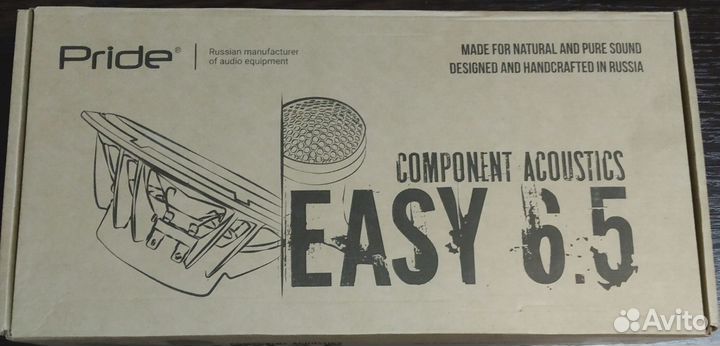 Pride®
Russian manufacturer
of audio equipment
MADE FOR NATURAL AND PURE SOUND
DESIGNED AND HANDCRAFTED IN RUSSIA
COMPONENT ACOUSTICS
EASY 6.5
Avito